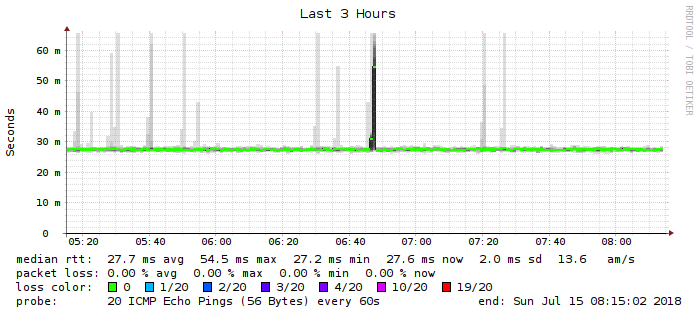 Last 3 Hours
RRDTOOL / TOBI OETIKER
Seconds
60 m
50 m
40 m
30 m
20 m
10 m
0
05:20 05:40 06:00 06:20 06:40 07:00 07:20 07:40 08:00
median rtt: 27.7 ms avg 54.5 ms max 27.2 ms min 27.6 ms now 2.0 ms sd 13.6 am/s
packet loss: 0.00 % avg 0.00 % max 0.00 % min 0.00 % now
loss color: 0 1/20 2/20 3/20 4/20 10/20 19/20
probe: 20 ICMP Echo Pings (56 Bytes) every 60s end: Sun Jul 15 08:15:02 2018